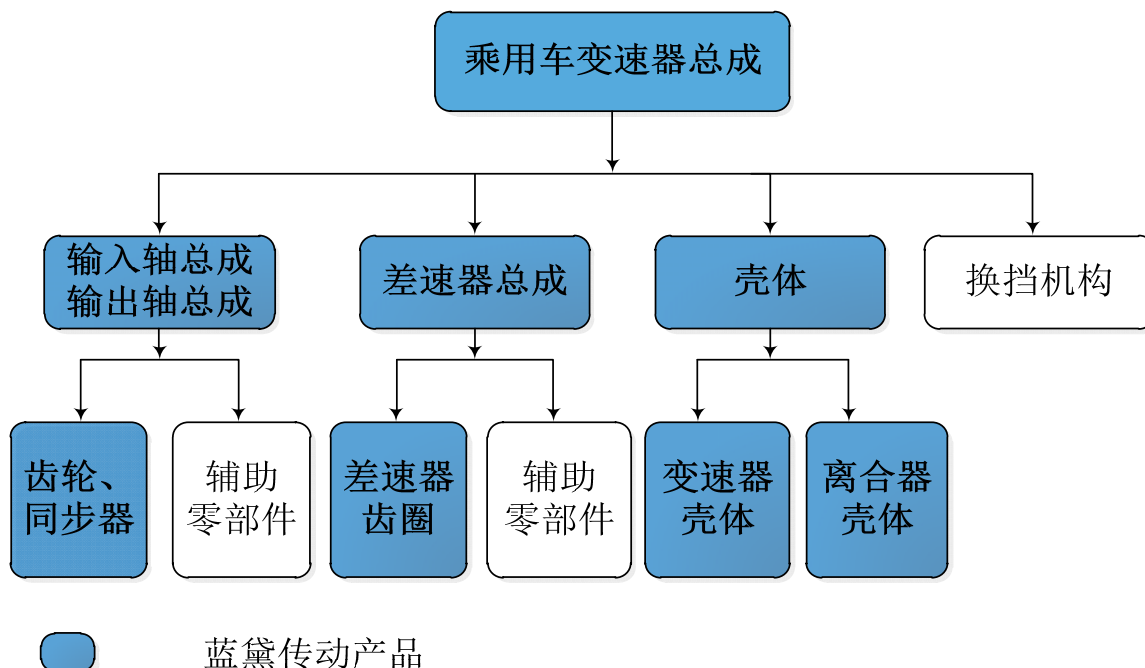 乘用车变速器总成
输入轴总成
输出轴总成
差速器总成
壳体
换挡机构
齿轮、
同步器
辅助
零部件
差速器
齿圈
辅助
零部件
变速器
壳体
离合器
壳体
蓝黛传动产品